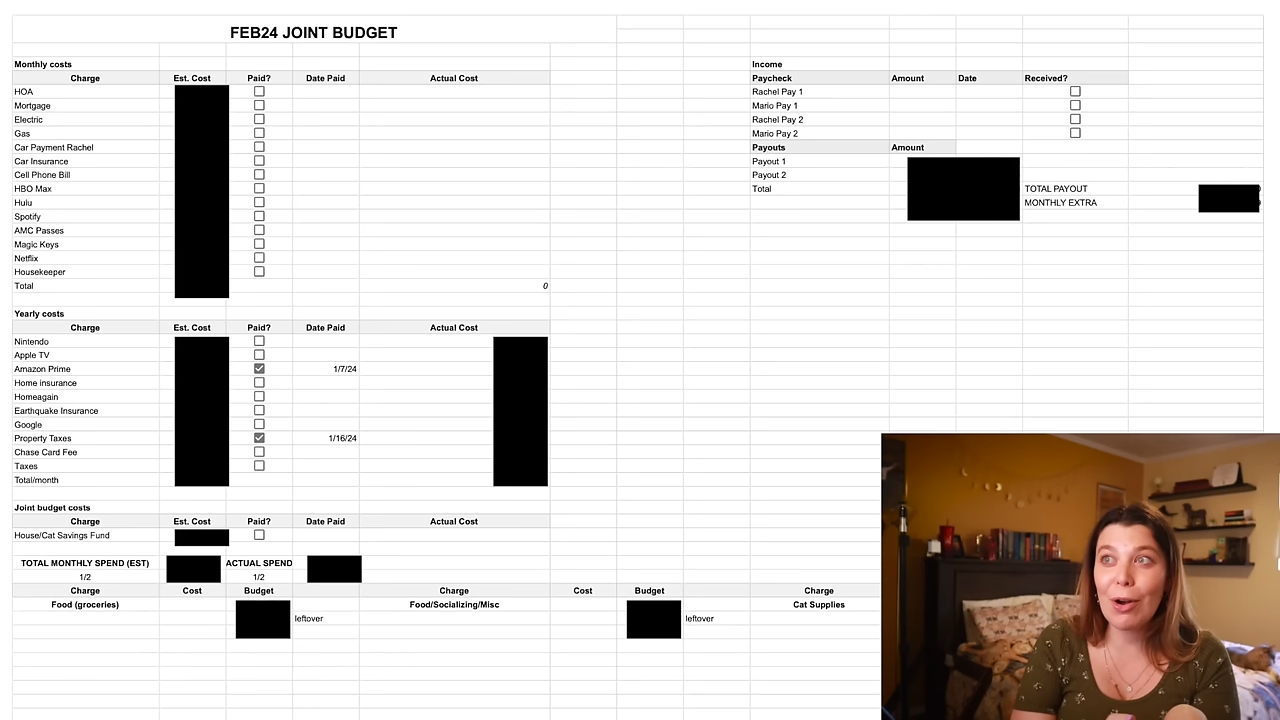 FEB24 JOINT BUDGET
Monthly costs
Charge Est. Cost Paid? Date Paid Actual Cost
HOA
Mortgage
Electric
Gas
Car Payment Rachel
Car Insurance
Cell Phone Bill
HBO Max
Hulu
Spotify
AMC Passes
Magic Keys
Netflix
Housekeeper
Total 0
Yearly costs
Charge Est. Cost Paid? Date Paid Actual Cost
Nintendo
Apple TV
Amazon Prime 1/7/24
Home insurance
Homeagain
Earthquake Insurance
Google
Property Taxes 1/16/24
Chase Card Fee
Taxes
Total/month
Joint budget costs
Charge Est. Cost Paid? Date Paid Actual Cost
House/Cat Savings Fund
TOTAL MONTHLY SPEND (EST) ACTUAL SPEND
1/2 1/2
Charge Cost Budget Charge Cost Budget Charge
Food (groceries) Food/Socializing/Misc Cat Supplies
leftover leftover
Income
Paycheck Amount Date Received?
Rachel Pay 1
Mario Pay 1
Rachel Pay 2
Mario Pay 2
Payouts Amount
Payout 1
Payout 2
Total TOTAL PAYOUT
MONTHLY EXTRA